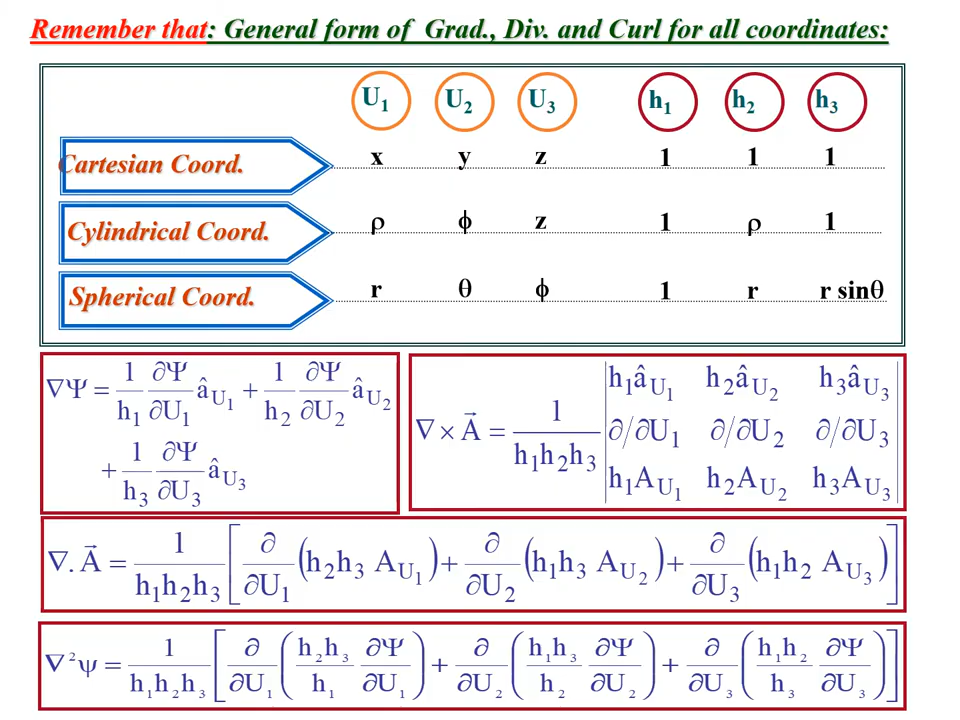 Remember that: General form of Grad., Div. and Curl for all coordinates:
U₁ U₂ U₃ h₁ h₂ h₃
Cartesian Coord. x y z 1 1 1
Cylindrical Coord. ρ ϕ z 1 ρ 1
Spherical Coord. r θ ϕ 1 r r sinθ
∇Ψ = 1/h₁ ∂Ψ/∂U₁ â_U₁ + 1/h₂ ∂Ψ/∂U₂ â_U₂
+ 1/h₃ ∂Ψ/∂U₃ â_U₃
∇ × A⃗ = 1/(h₁h₂h₃) | h₁â_U₁ h₂â_U₂ h₃â_U₃ |
| ∂/∂U₁ ∂/∂U₂ ∂/∂U₃ |
| h₁A_U₁ h₂A_U₂ h₃A_U₃ |
∇. A⃗ = 1/(h₁h₂h₃) [ ∂/∂U₁ (h₂h₃ A_U₁) + ∂/∂U₂ (h₁h₃ A_U₂) + ∂/∂U₃ (h₁h₂ A_U₃) ]
∇²ψ = 1/(h₁h₂h₃) [ ∂/∂U₁ ( h₂h₃/h₁ ∂Ψ/∂U₁ ) + ∂/∂U₂ ( h₁h₃/h₂ ∂Ψ/∂U₂ ) + ∂/∂U₃ ( h₁h₂/h₃ ∂Ψ/∂U₃ ) ]